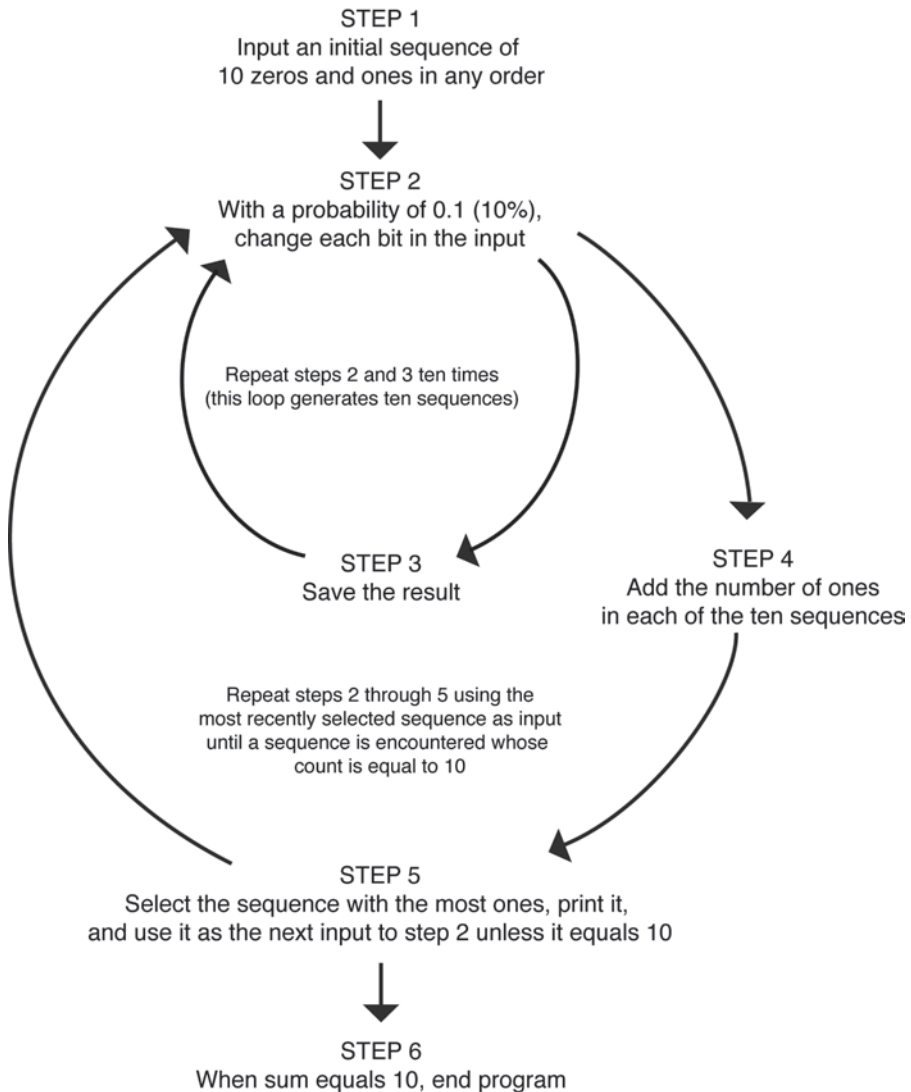 STEP 1
Input an initial sequence of
10 zeros and ones in any order
STEP 2
With a probability of 0.1 (10%),
change each bit in the input
Repeat steps 2 and 3 ten times
(this loop generates ten sequences)
STEP 3
Save the result
STEP 4
Add the number of ones
in each of the ten sequences
Repeat steps 2 through 5 using the
most recently selected sequence as input
until a sequence is encountered whose
count is equal to 10
STEP 5
Select the sequence with the most ones, print it,
and use it as the next input to step 2 unless it equals 10
STEP 6
When sum equals 10, end program